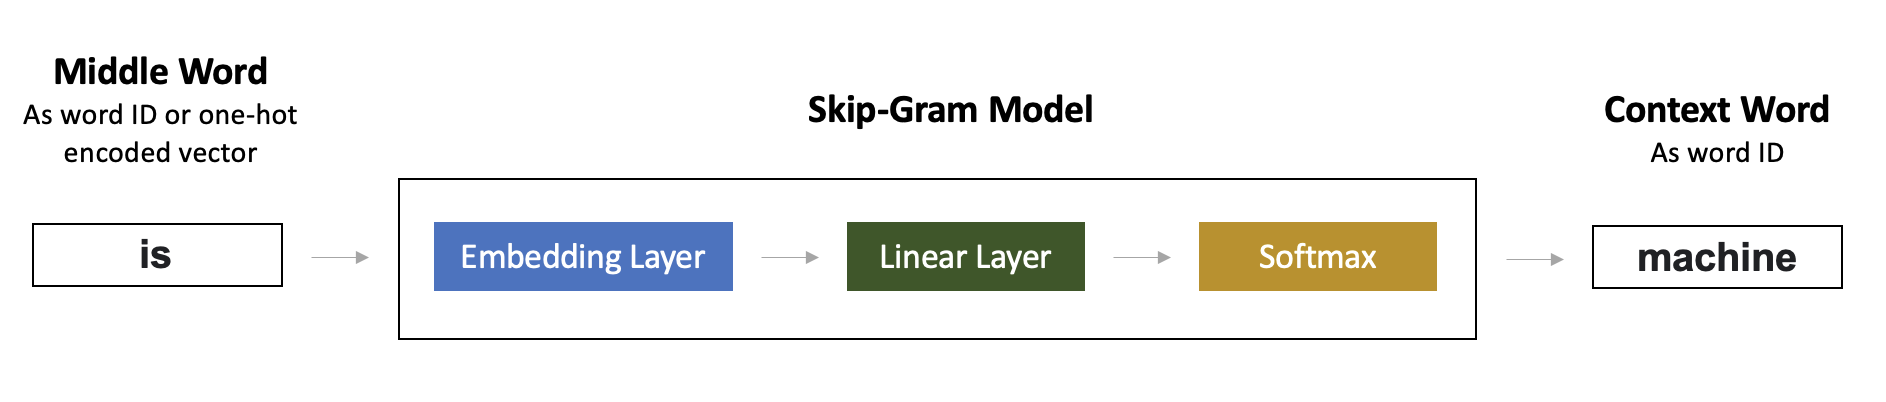 Middle Word
As word ID or one-hot
encoded vector
is
Skip-Gram Model
Embedding Layer
Linear Layer
Softmax
Context Word
As word ID
machine